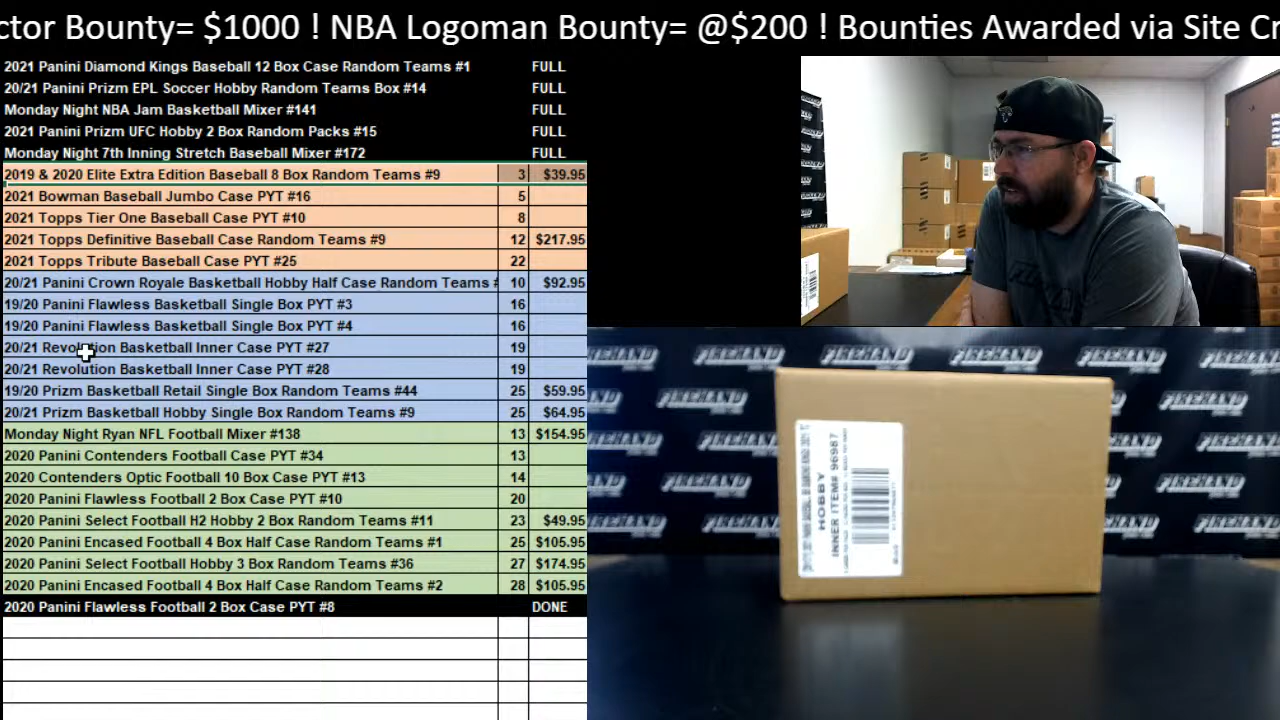 ctor Bounty= $1000 ! NBA Logoman Bounty= @$200 ! Bounties Awarded via Site Cr
2021 Panini Diamond Kings Baseball 12 Box Case Random Teams #1 FULL
20/21 Panini Prizm EPL Soccer Hobby Random Teams Box #14 FULL
Monday Night NBA Jam Basketball Mixer #141 FULL
2021 Panini Prizm UFC Hobby 2 Box Random Packs #15 FULL
Monday Night 7th Inning Stretch Baseball Mixer #172 FULL
2019 & 2020 Elite Extra Edition Baseball 8 Box Random Teams #9 3 $39.95
2021 Bowman Baseball Jumbo Case PYT #16 5
2021 Topps Tier One Baseball Case PYT #10 8
2021 Topps Definitive Baseball Case Random Teams #9 12 $217.95
2021 Topps Tribute Baseball Case PYT #25 22
20/21 Panini Crown Royale Basketball Hobby Half Case Random Teams # 10 $92.95
19/20 Panini Flawless Basketball Single Box PYT #3 16
19/20 Panini Flawless Basketball Single Box PYT #4 16
20/21 Revolution Basketball Inner Case PYT #27 19
20/21 Revolution Basketball Inner Case PYT #28 19
19/20 Prizm Basketball Retail Single Box Random Teams #44 25 $59.95
20/21 Prizm Basketball Hobby Single Box Random Teams #9 25 $64.95
Monday Night Ryan NFL Football Mixer #138 13 $154.95
2020 Panini Contenders Football Case PYT #34 13
2020 Contenders Optic Football 10 Box Case PYT #13 14
2020 Panini Flawless Football 2 Box Case PYT #10 20
2020 Panini Select Football H2 Hobby 2 Box Random Teams #11 23 $49.95
2020 Panini Encased Football 4 Box Half Case Random Teams #1 25 $105.95
2020 Panini Select Football Hobby 3 Box Random Teams #36 27 $174.95
2020 Panini Encased Football 4 Box Half Case Random Teams #2 28 $105.95
2020 Panini Flawless Football 2 Box Case PYT #8 DONE
FIREHAND
HOBBY
INNER ITEM# 96987